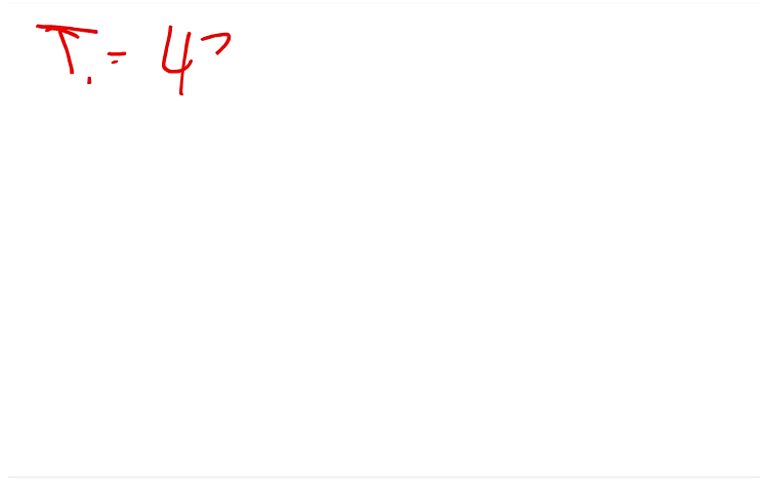 T. = 4?